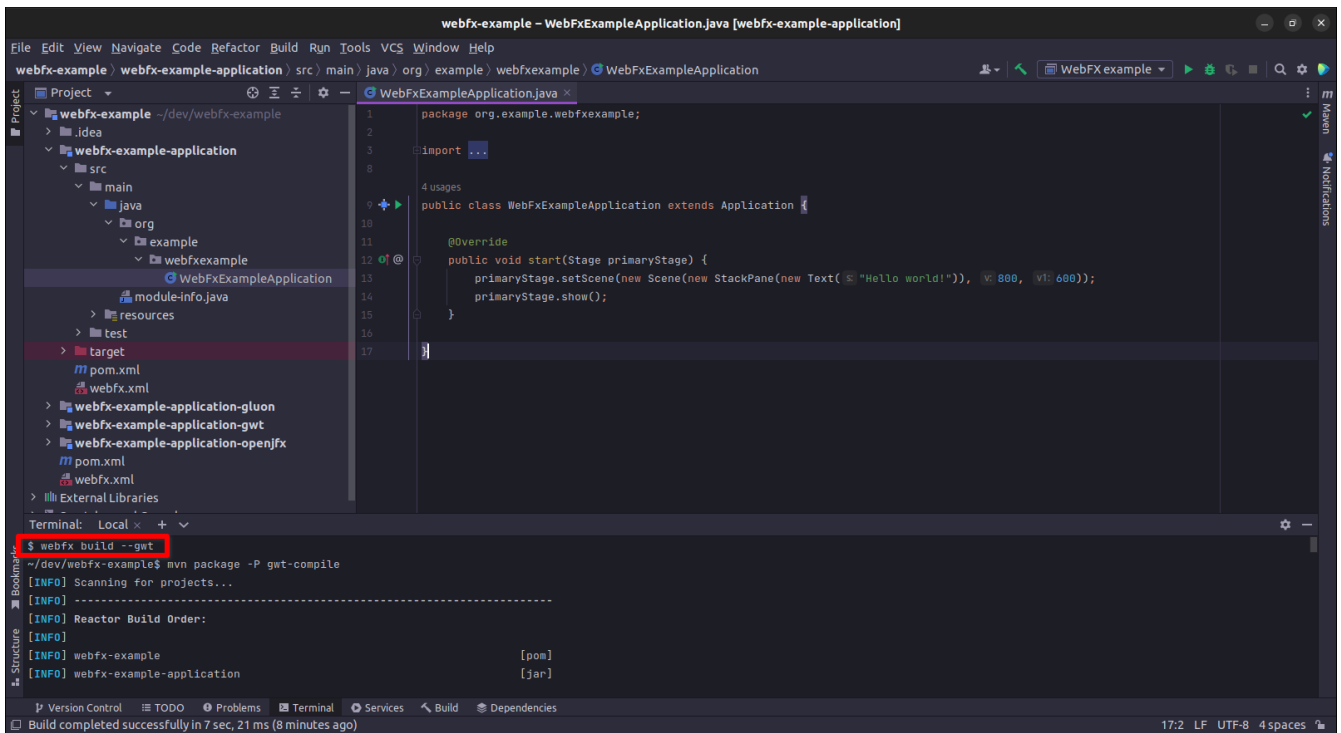 webfx-example – WebFxExampleApplication.java [webfx-example-application]
File Edit View Navigate Code Refactor Build Run Tools VCS Window Help
webfx-example 〉 webfx-example-application 〉 src 〉 main 〉 java 〉 org 〉 example 〉 webfxexample 〉 WebFxExampleApplication
WebFX example
Project
Project
WebFxExampleApplication.java ×
m Maven
Notifications
webfx-example ~/dev/webfx-example
.idea
webfx-example-application
src
main
java
org
example
webfxexample
WebFxExampleApplication
module-info.java
resources
test
target
m pom.xml
webfx.xml
webfx-example-application-gluon
webfx-example-application-gwt
webfx-example-application-openjfx
m pom.xml
webfx.xml
External Libraries
1 package org.example.webfxexample;
2
3 import ...
8
4 usages
9 public class WebFxExampleApplication extends Application {
10
11 @Override
12 public void start(Stage primaryStage) {
13 primaryStage.setScene(new Scene(new StackPane(new Text( s: "Hello world!")), v: 800, v1: 600));
14 primaryStage.show();
15 }
16
17 }
Terminal: Local × +
$ webfx build --gwt
~/dev/webfx-example$ mvn package -P gwt-compile
[INFO] Scanning for projects...
[INFO] ------------------------------------------------------------------------
[INFO] Reactor Build Order:
[INFO]
[INFO] webfx-example [pom]
[INFO] webfx-example-application [jar]
Bookmarks
Structure
Version Control TODO Problems Terminal Services Build Dependencies
Build completed successfully in 7 sec, 21 ms (8 minutes ago)
17:2 LF UTF-8 4 spaces